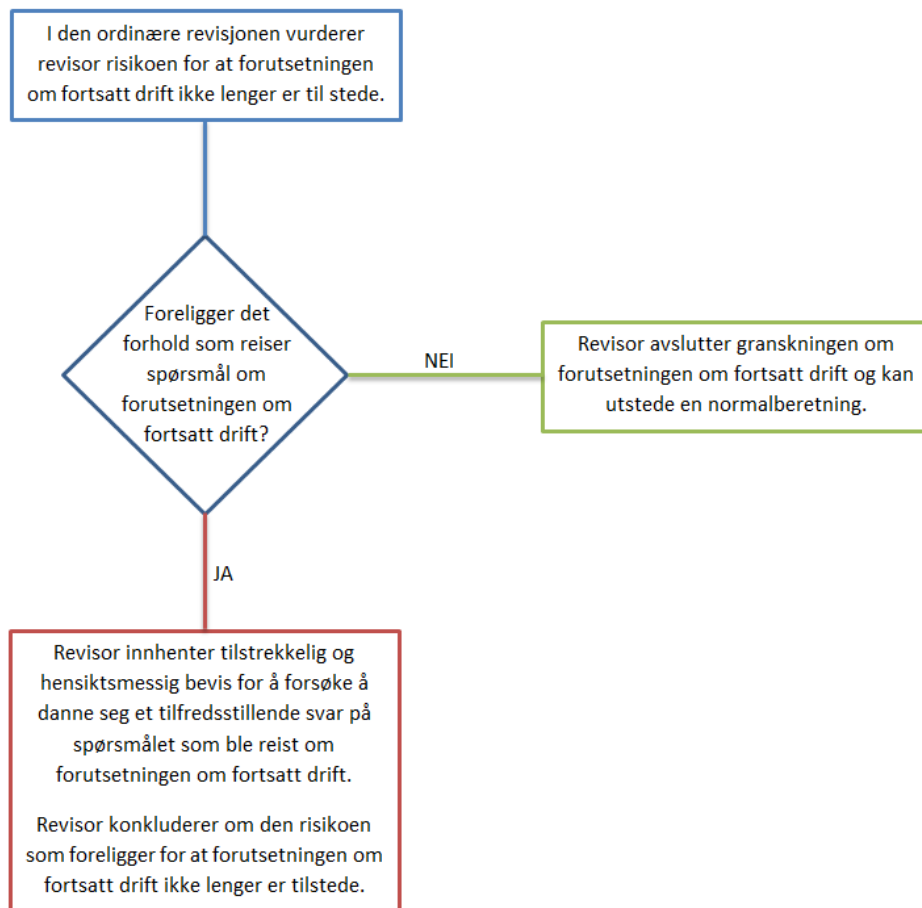 I den ordinære revisjonen vurderer
revisor risikoen for at forutsetningen
om fortsatt drift ikke lenger er til stede.
Foreligger det
forhold som reiser
spørsmål om
forutsetningen om
fortsatt drift?
NEI
Revisor avslutter granskningen om
forutsetningen om fortsatt drift og kan
utstede en normalberetning.
JA
Revisor innhenter tilstrekkelig og
hensiktsmessig bevis for å forsøke å
danne seg et tilfredsstillende svar på
spørsmålet som ble reist om
forutsetningen om fortsatt drift.
Revisor konkluderer om den risikoen
som foreligger for at forutsetningen om
fortsatt drift ikke lenger er tilstede.